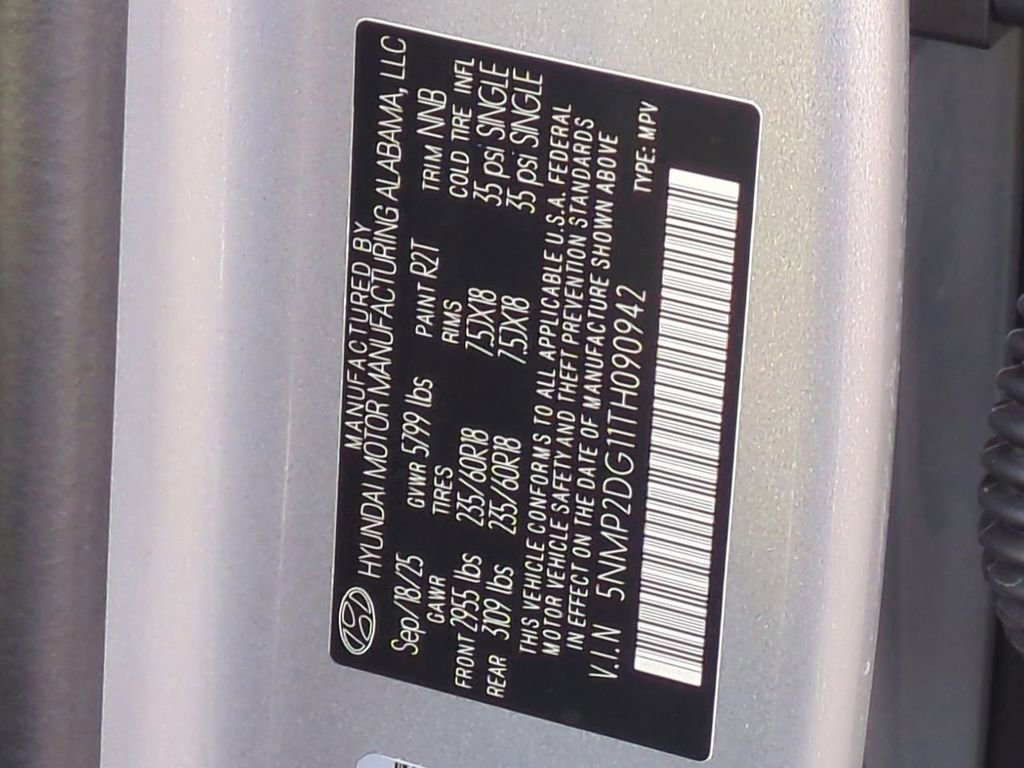 MANUFACTURED BY
HYUNDAI MOTOR MANUFACTURING ALABAMA, LLC
Sep/18/25 GVWR 5799 lbs PAINT R2T TRIM NNB
GAWR TIRES RIMS COLD TIRE INFL
FRONT 2955 lbs 235/60R18 7.5JX18 35 psi SINGLE
REAR 3109 lbs 235/60R18 7.5JX18 35 psi SINGLE
THIS VEHICLE CONFORMS TO ALL APPLICABLE U.S.A. FEDERAL
MOTOR VEHICLE SAFETY AND THEFT PREVENTION STANDARDS
IN EFFECT ON THE DATE OF MANUFACTURE SHOWN ABOVE
V.I.N 5NMP2DG11TH090942 TYPE: MPV